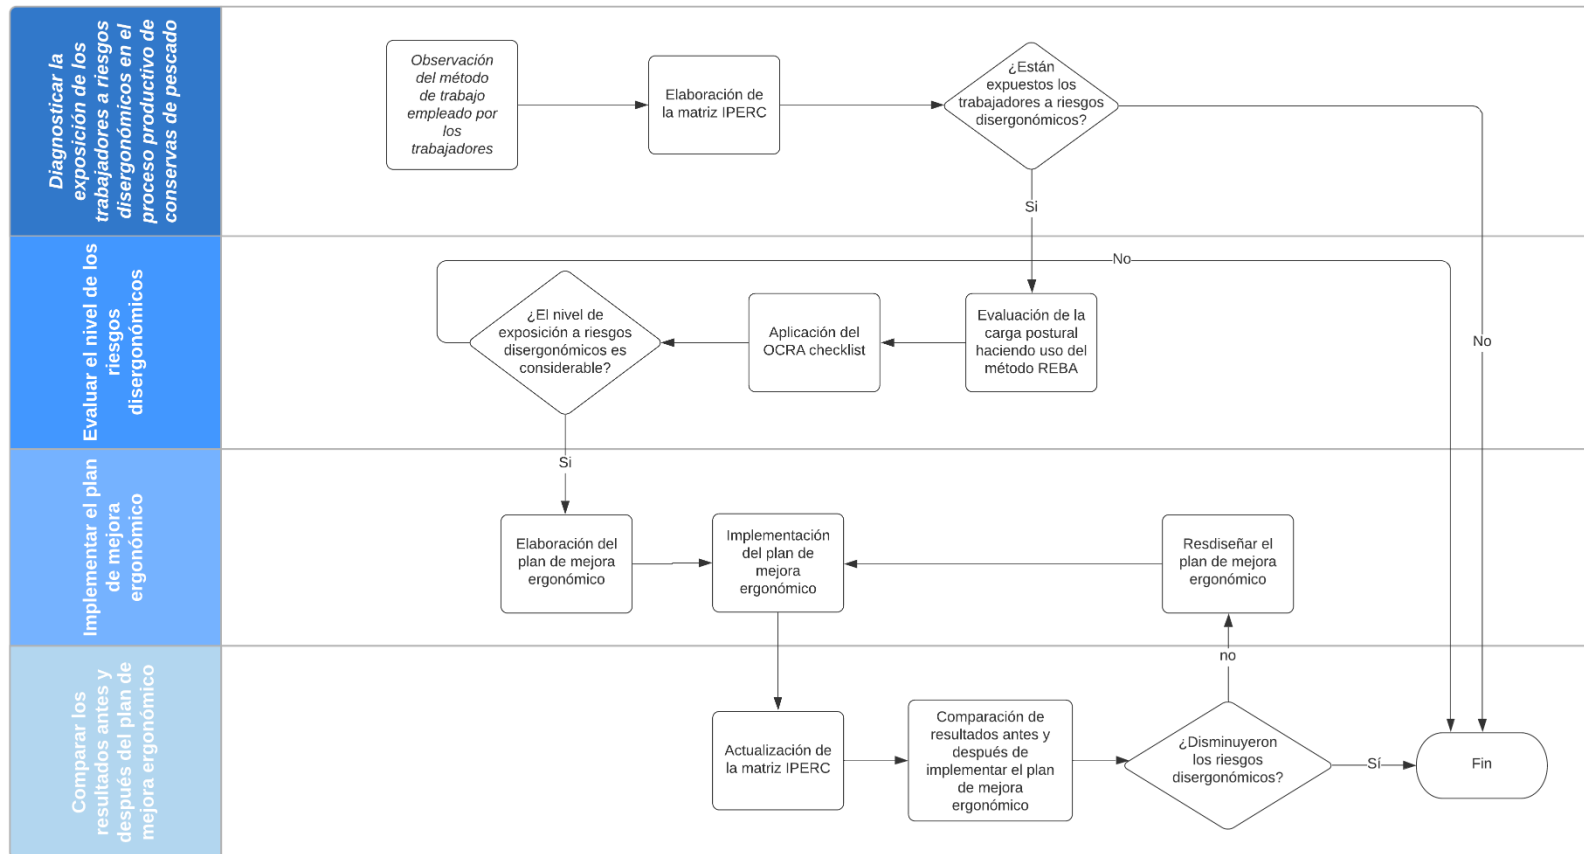 Diagnosticar la
exposición de los
trabajadores a riesgos
disergonómicos en el
proceso productivo de
conservas de pescado
Observación
del método
de trabajo
empleado por
los
trabajadores
Elaboración de
la matriz IPERC
¿Están
expuestos los
trabajadores a riesgos
disergonómicos?
Si
No
Evaluar el nivel de los
riesgos
disergonómicos
No
¿El nivel de
exposición a riesgos
disergonómicos es
considerable?
Aplicación del
OCRA checklist
Evaluación de la
carga postural
haciendo uso del
método REBA
Si
Implementar el plan
de mejora
ergonómico
Elaboración del
plan de mejora
ergonómico
Implementación
del plan de
mejora
ergonómico
Resdiseñar el
plan de mejora
ergonómico
no
Comparar los
resultados antes y
después del plan de
mejora ergonómico
Actualización de
la matriz IPERC
Comparación de
resultados antes y
después de
implementar el plan
de mejora
ergonómico
¿Disminuyeron
los riesgos
disergonómicos?
Sí
Fin